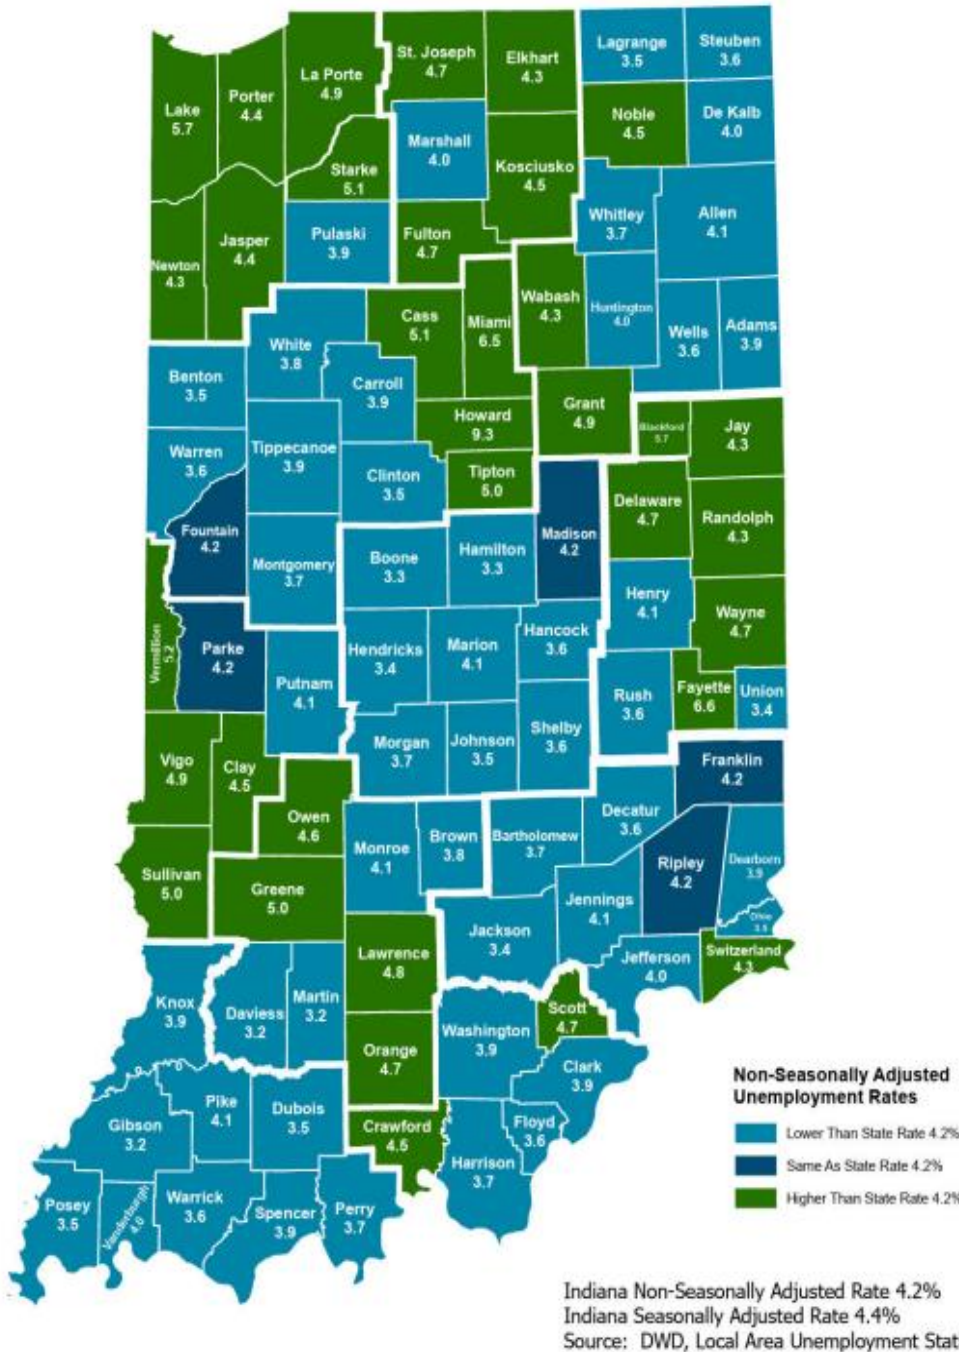 Lake
5.7
Porter
4.4
La Porte
4.9
St. Joseph
4.7
Elkhart
4.3
Lagrange
3.5
Steuben
3.6
Noble
4.5
De Kalb
4.0
Marshall
4.0
Starke
5.1
Kosciusko
4.5
Newton
4.3
Jasper
4.4
Pulaski
3.9
Fulton
4.7
Whitley
3.7
Allen
4.1
Wabash
4.3
Huntington
4.0
Wells
3.6
Adams
3.9
White
3.8
Cass
5.1
Miami
6.5
Benton
3.5
Carroll
3.9
Howard
9.3
Grant
4.9
Blackford
5.7
Jay
4.3
Warren
3.6
Tippecanoe
3.9
Clinton
3.5
Tipton
5.0
Delaware
4.7
Randolph
4.3
Fountain
4.2
Montgomery
3.7
Boone
3.3
Hamilton
3.3
Madison
4.2
Henry
4.1
Wayne
4.7
Vermillion
5.2
Parke
4.2
Putnam
4.1
Hendricks
3.4
Marion
4.1
Hancock
3.6
Rush
3.6
Fayette
6.6
Union
3.4
Vigo
4.9
Clay
4.5
Morgan
3.7
Johnson
3.5
Shelby
3.6
Franklin
4.2
Owen
4.6
Monroe
4.1
Brown
3.8
Bartholomew
3.7
Decatur
3.6
Ripley
4.2
Dearborn
3.9
Sullivan
5.0
Greene
5.0
Jackson
3.4
Jennings
4.1
Ohio
Lawrence
4.8
Jefferson
4.0
Switzerland
4.3
Knox
3.9
Daviess
3.2
Martin
3.2
Orange
4.7
Washington
3.9
Scott
4.7
Clark
3.9
Gibson
3.2
Pike
4.1
Dubois
3.5
Crawford
4.5
Harrison
3.7
Floyd
3.6
Posey
3.5
Vanderburgh
4.0
Warrick
3.6
Spencer
3.9
Perry
3.7
Non-Seasonally Adjusted
Unemployment Rates
Lower Than State Rate 4.2%
Same As State Rate 4.2%
Higher Than State Rate 4.2%
Indiana Non-Seasonally Adjusted Rate 4.2%
Indiana Seasonally Adjusted Rate 4.4%
Source: DWD, Local Area Unemployment Stat